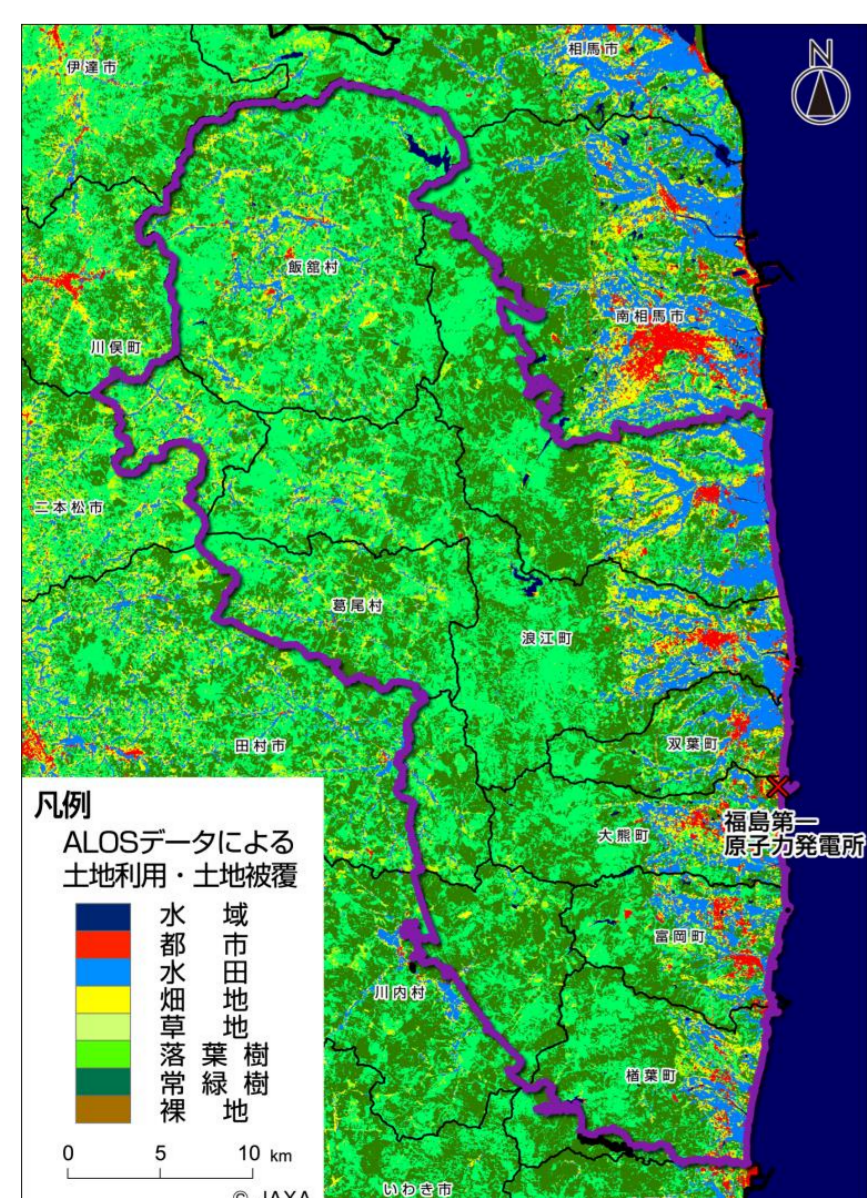 伊達市
相馬市
N
飯舘村
南相馬市
川俣町
二本松市
葛尾村
浪江町
田村市
双葉町
福島第一
原子力発電所
大熊町
富岡町
川内村
楢葉町
いわき市
凡例
ALOSデータによる
土地利用・土地被覆
水 域
都 市
水 田
畑 地
草 地
落 葉 樹
常 緑 樹
裸 地
0 5 10 km
© JAXA